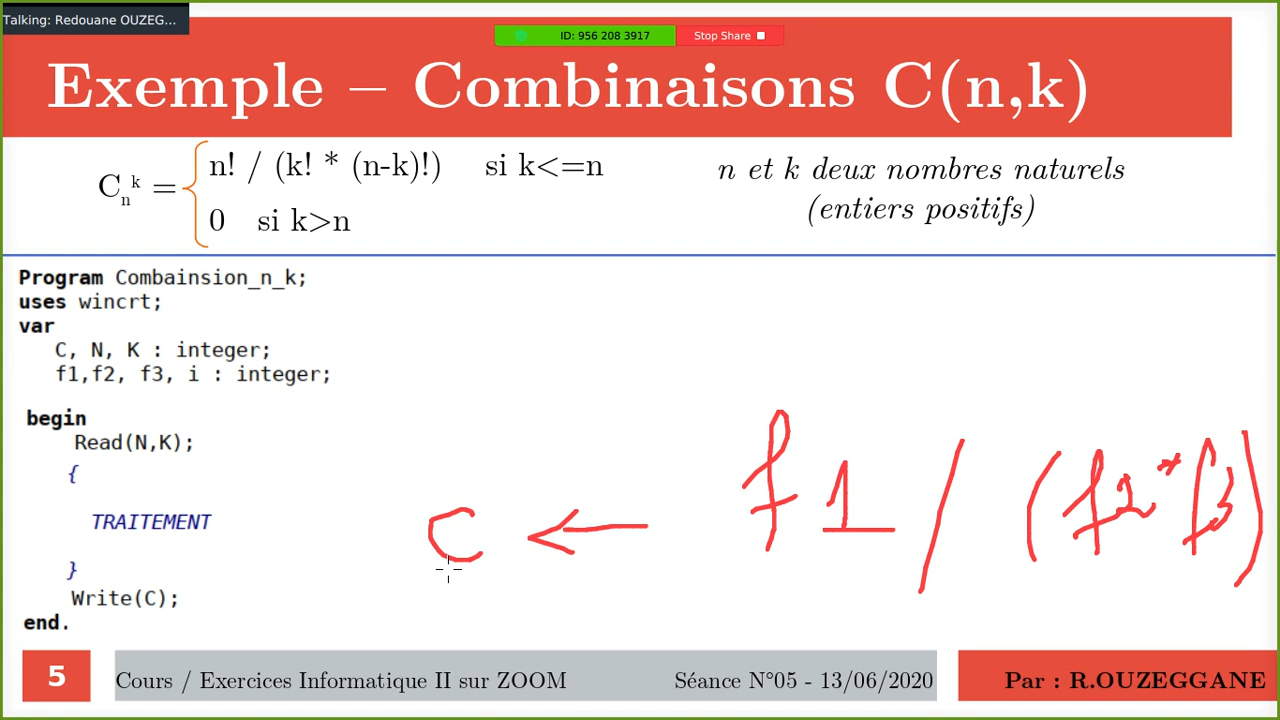 Talking: Redouane OUZEG...
ID: 956 208 3917 Stop Share
Exemple – Combinaisons C(n,k)
n! / (k! * (n-k)!) si k<=n
C_n^k =
0 si k>n
n et k deux nombres naturels
(entiers positifs)
Program Combainsion_n_k;
uses wincrt;
var
C, N, K : integer;
f1,f2, f3, i : integer;
begin
Read(N,K);
{
TRAITEMENT
}
Write(C);
end.
C ← f1 / (f2*f3)
5 Cours / Exercices Informatique II sur ZOOM Séance N°05 - 13/06/2020 Par : R.OUZEGGANE